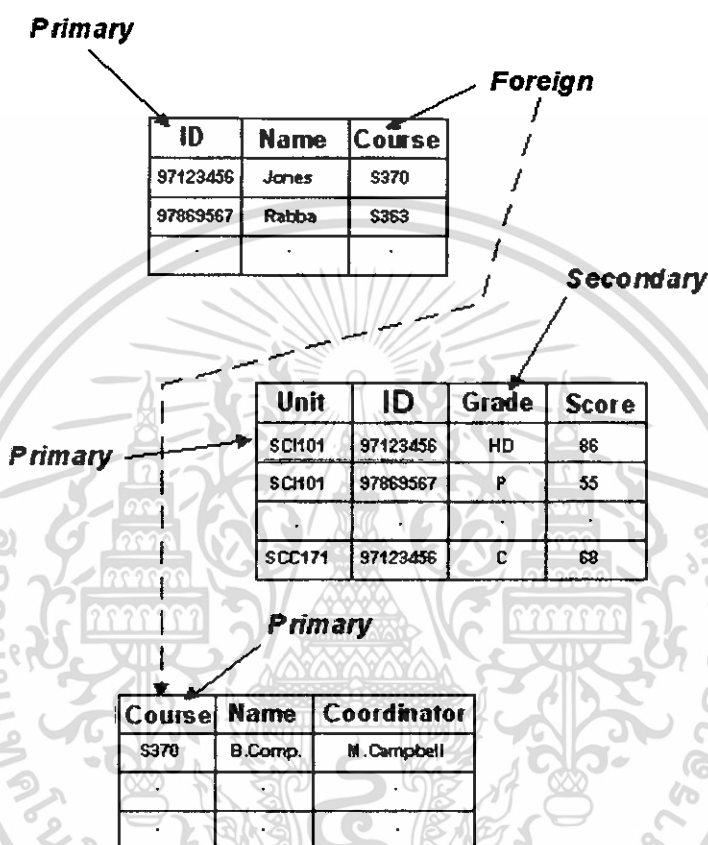 Primary
Foreign
ID Name Course
97123456 Jones S370
97869567 Rabba S363
. . .
Secondary
Unit ID Grade Score
Primary
SCI101 97123456 HD 86
SCI101 97869567 P 55
. . . .
SCC171 97123456 C 68
Primary
Course Name Coordinator
S370 B.Comp. M.Campbell
. . .
. . .